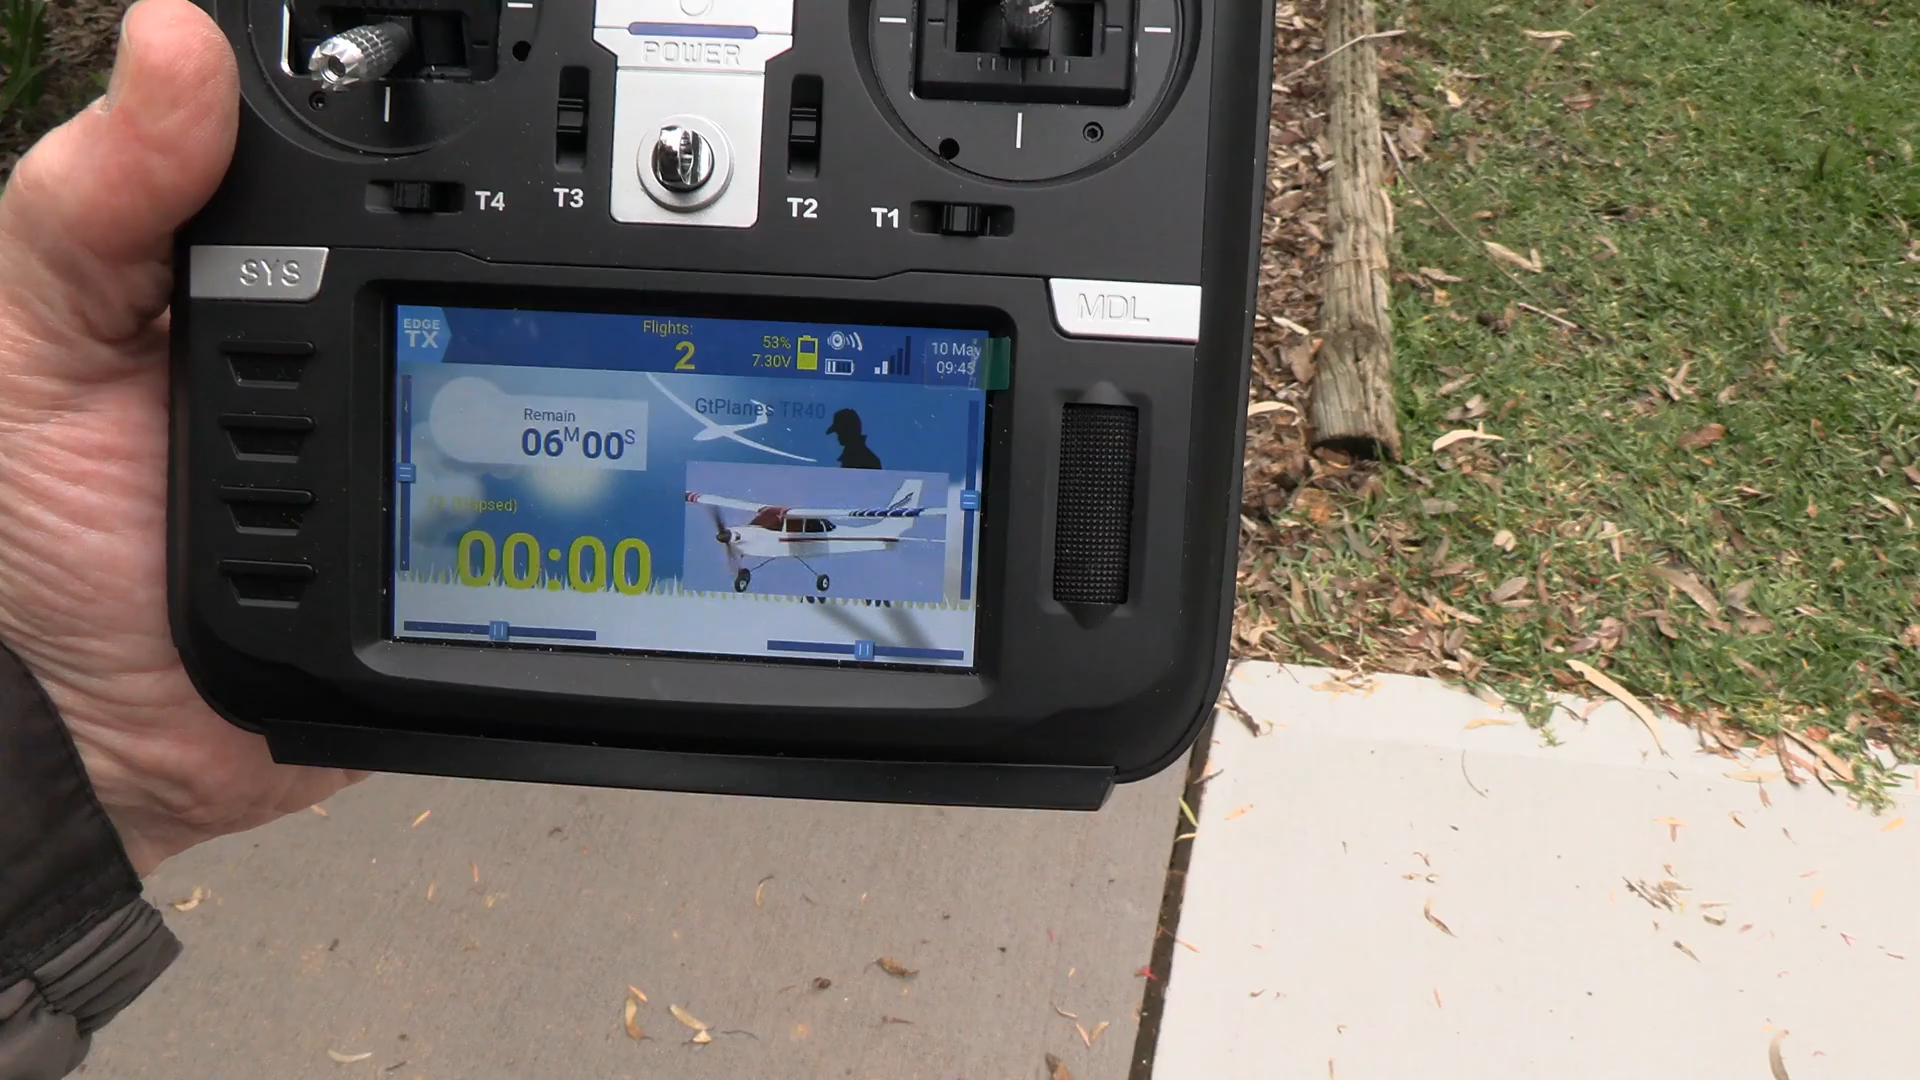 POWER
T4
T3
T2
T1
SYS
MDL
EDGE
TX
Flights:
2
53%
7.30V
10 May
09:45
Remain
06M00S
GtPlanes TR40
00:00